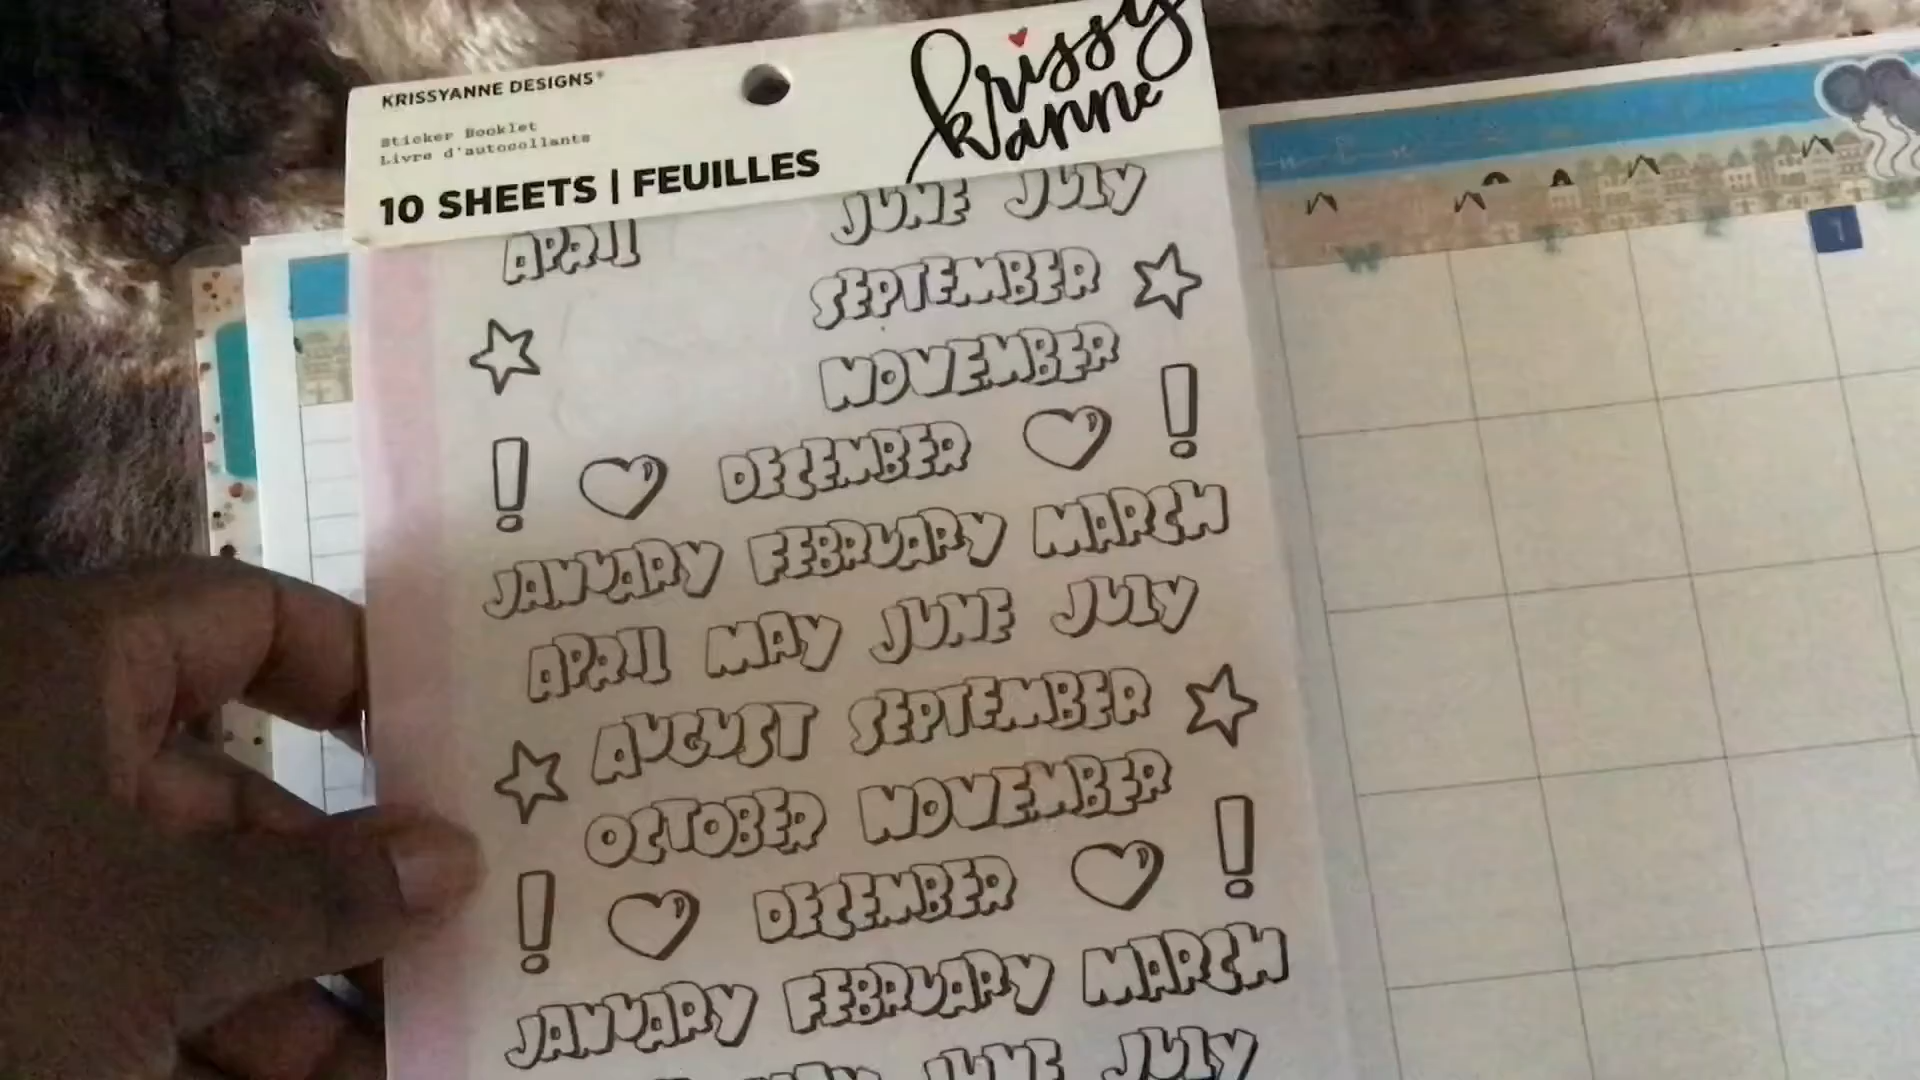 KRISSYANNE DESIGNS®
Sticker Booklet
Livre d'autocollants
10 SHEETS | FEUILLES
krissy anne
APRIL JUNE JULY
SEPTEMBER
NOVEMBER
! DECEMBER !
JANUARY FEBRUARY MARCH
APRIL MAY JUNE JULY
AUGUST SEPTEMBER
OCTOBER NOVEMBER
! DECEMBER !
JANUARY FEBRUARY MARCH
JUNE JULY
W T F
1